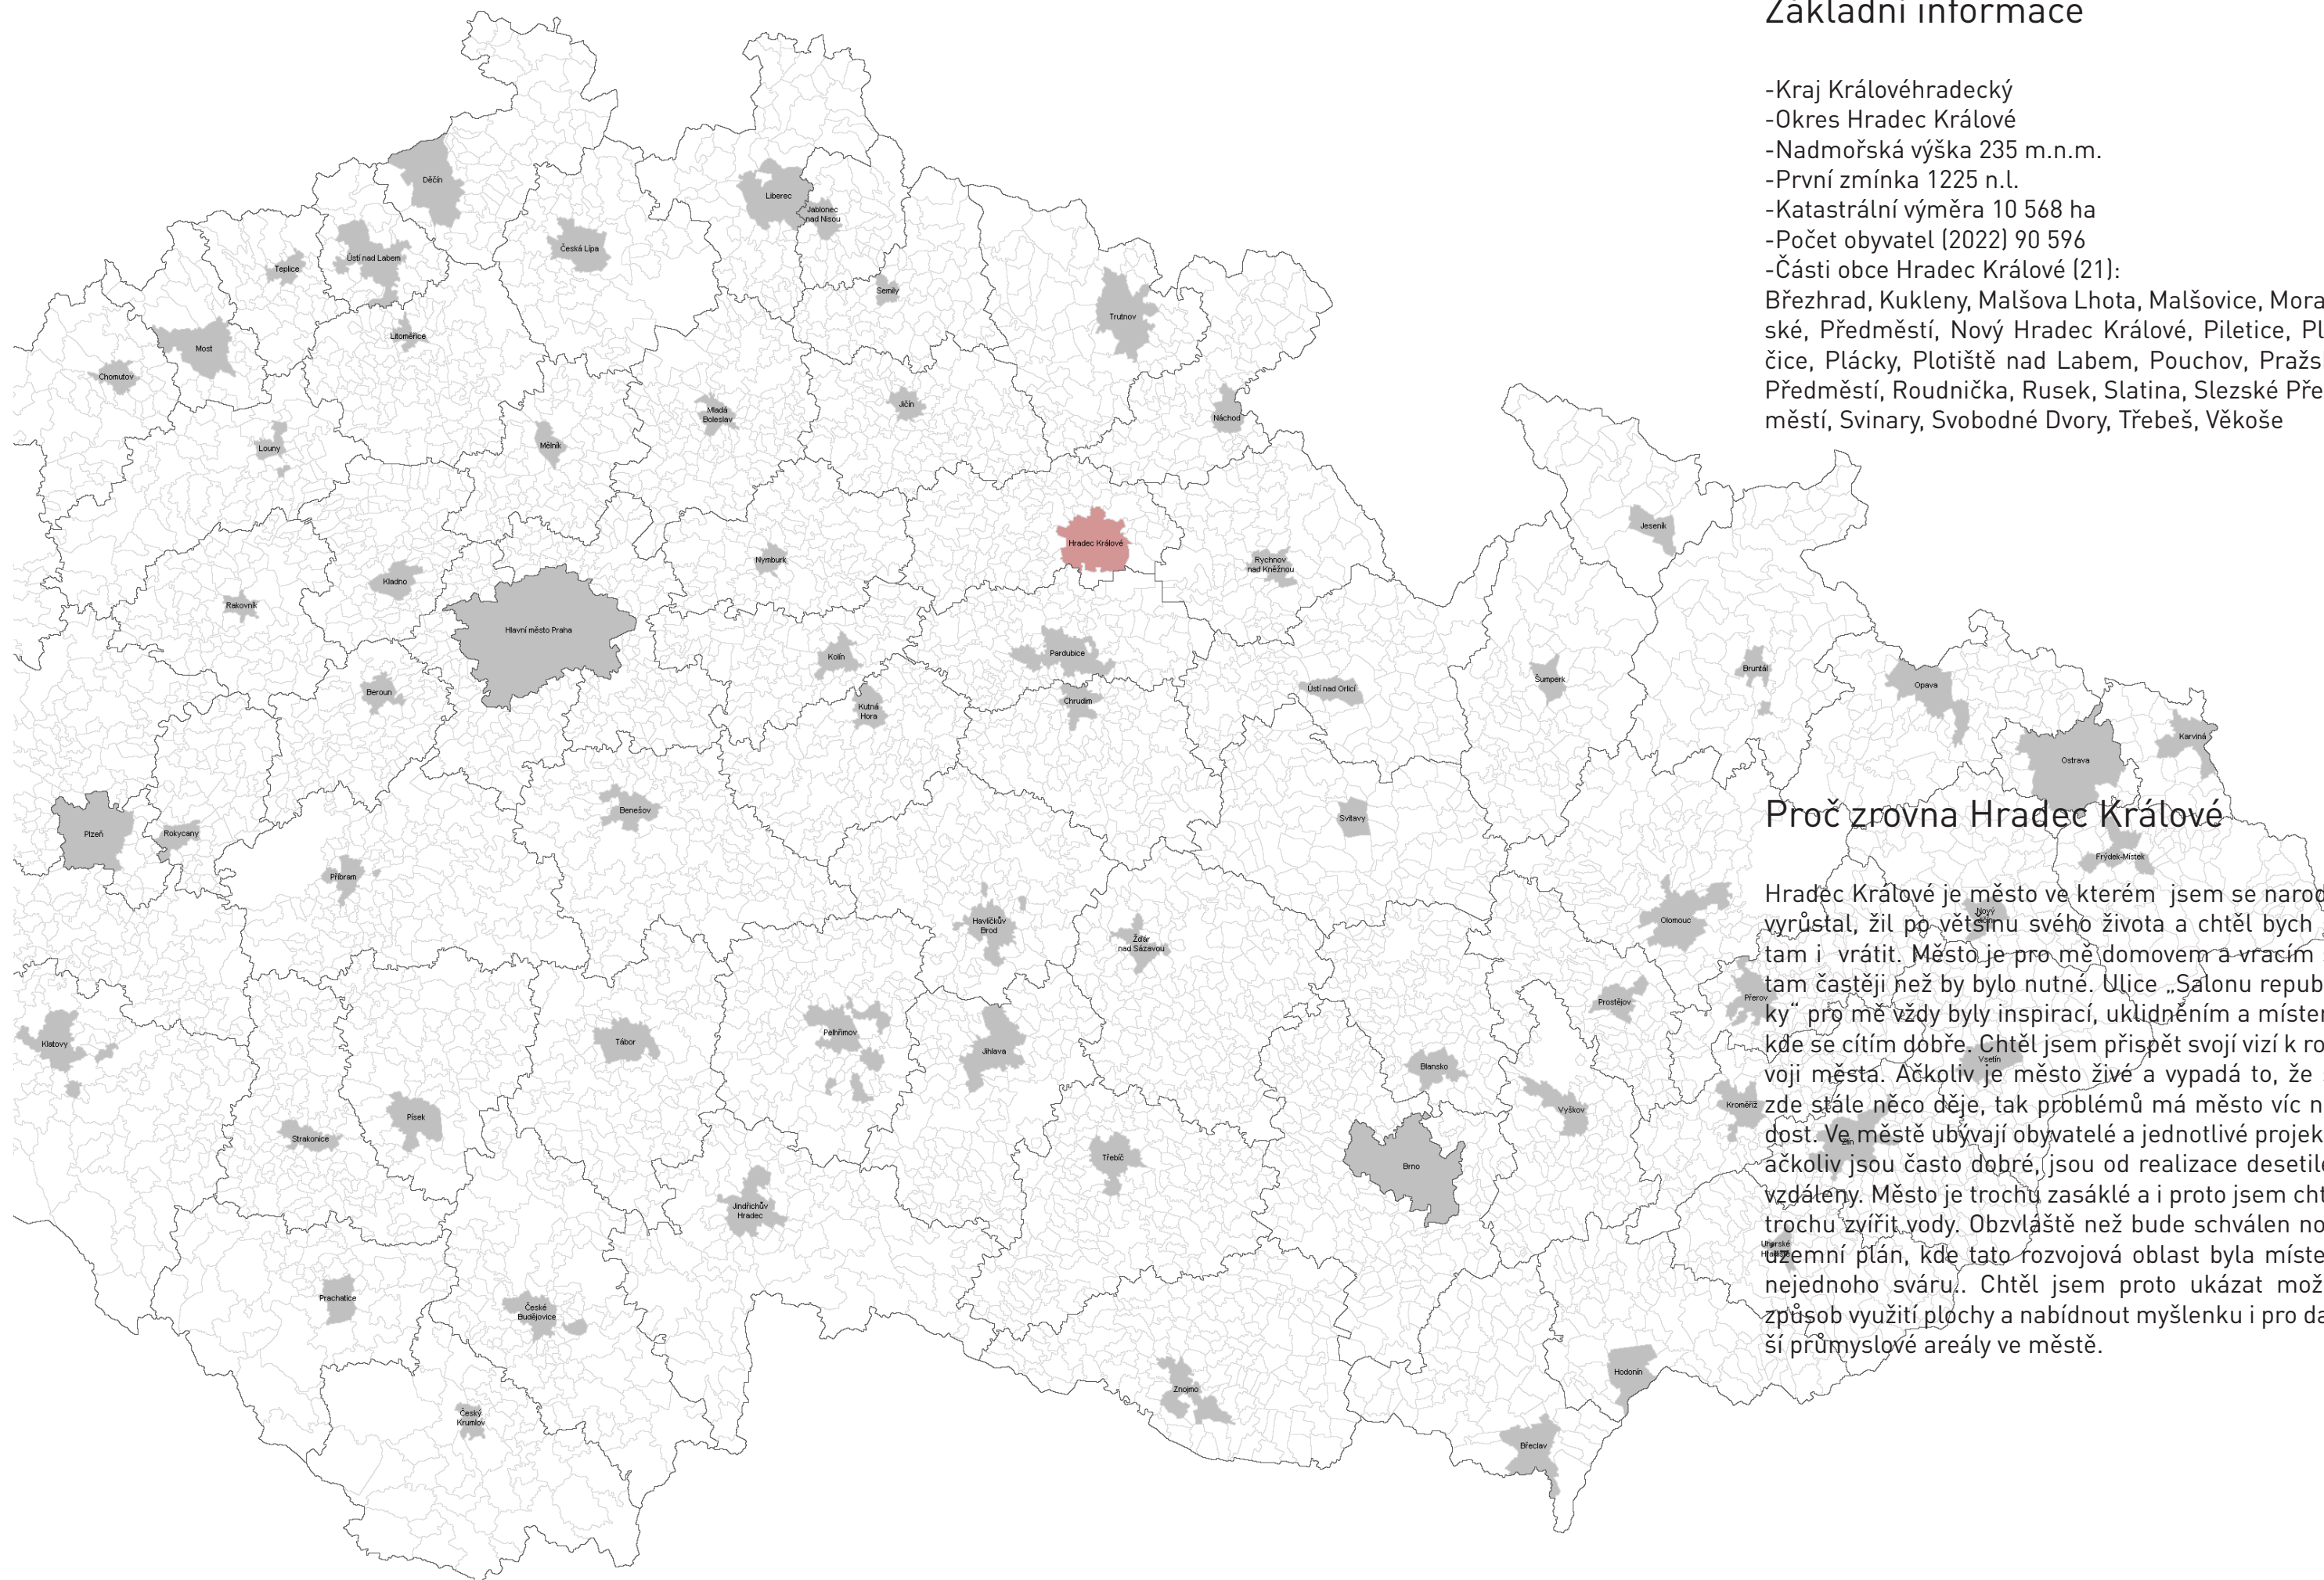 Základní informace
-Kraj Královéhradecký
-Okres Hradec Králové
-Nadmořská výška 235 m.n.m.
-První zmínka 1225 n.l.
-Katastrální výměra 10 568 ha
-Počet obyvatel (2022) 90 596
-Části obce Hradec Králové (21):
Březhrad, Kukleny, Malšova Lhota, Malšovice, Mora
ské, Předměstí, Nový Hradec Králové, Piletice, Pl
čice, Plácky, Plotiště nad Labem, Pouchov, Pražs
Předměstí, Roudnička, Rusek, Slatina, Slezské Pře
městí, Svinary, Svobodné Dvory, Třebeš, Věkoše
Proč zrovna Hradec Králové
Hradec Králové je město ve kterém jsem se narod
vyrůstal, žil po většinu svého života a chtěl bych
tam i vrátit. Město je pro mě domovem a vracím
tam častěji než by bylo nutné. Ulice „Salonu repub
ky“ pro mě vždy byly inspirací, uklidněním a míste
kde se cítím dobře. Chtěl jsem přispět svojí vizí k ro
voji města. Ačkoliv je město živé a vypadá to, že
zde stále něco děje, tak problémů má město víc n
dost. Ve městě ubývají obyvatelé a jednotlivé projek
ačkoliv jsou často dobré, jsou od realizace desetile
vzdáleny. Město je trochu zasáklé a i proto jsem cht
trochu zvířit vody. Obzvláště než bude schválen no
územní plán, kde tato rozvojová oblast byla míste
nejednoho sváru.. Chtěl jsem proto ukázat mož
způsob využití plochy a nabídnout myšlenku i pro da
ší průmyslové areály ve městě.
Děčín
Liberec
Jablonec
nad Nisou
Česká Lípa
Ústí nad Labem
Teplice
Semily
Trutnov
Litoměřice
Most
Chomutov
Jičín
Mladá
Boleslav
Náchod
Mělník
Louny
Jeseník
Hradec Králové
Nymburk
Rychnov
nad Kněžnou
Kladno
Rakovník
Hlavní město Praha
Kolín
Pardubice
Bruntál
Šumperk
Opava
Ústí nad Orlicí
Beroun
Chrudim
Kutná
Hora
Karviná
Ostrava
Benešov
Svitavy
Plzeň
Rokycany
Frýdek-Místek
Příbram
Havlíčkův
Brod
Olomouc
Nový
Žďár
nad Sázavou
Přerov
Prostějov
Pelhřimov
Tábor
Klatovy
Jihlava
Vsetín
Blansko
Kroměříž
Vyškov
Písek
Strakonice
Zlín
Třebíč
Brno
Jindřichův
Hradec
Uherské
Prachatice
České
Budějovice
Hodonín
Znojmo
Český
Krumlov
Břeclav